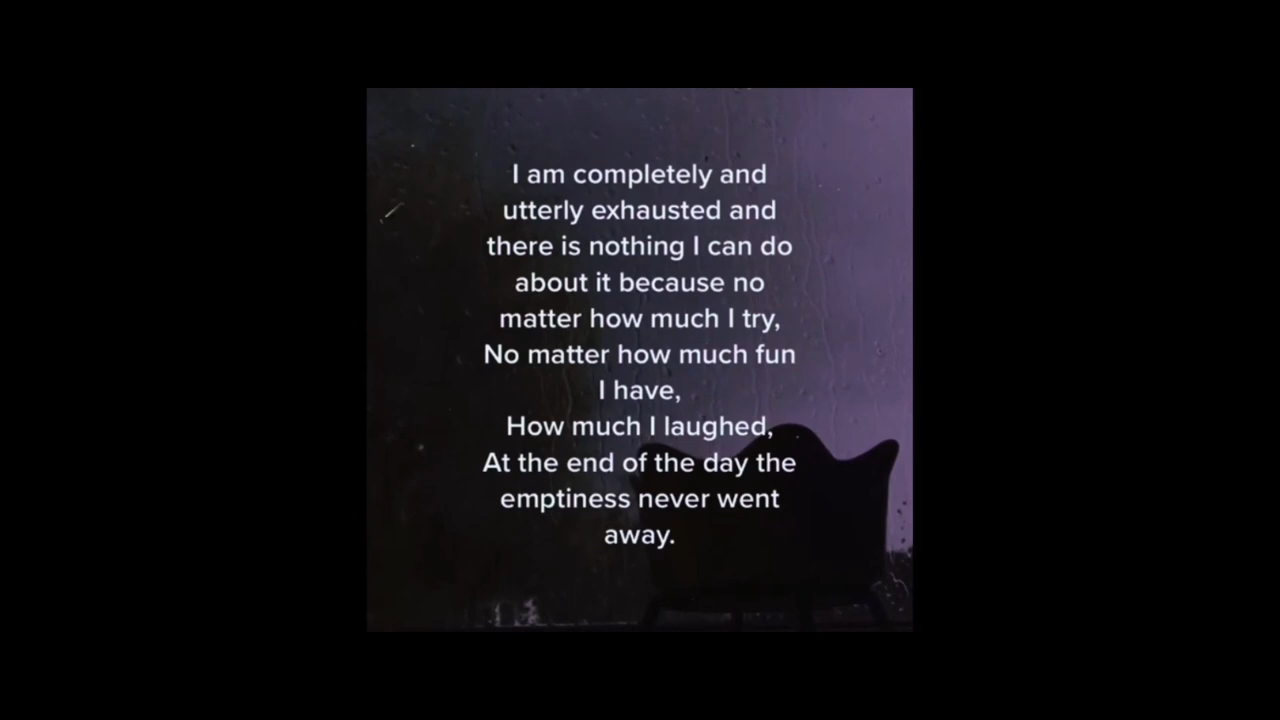 I am completely and
utterly exhausted and
there is nothing I can do
about it because no
matter how much I try,
No matter how much fun
I have,
How much I laughed,
At the end of the day the
emptiness never went
away.